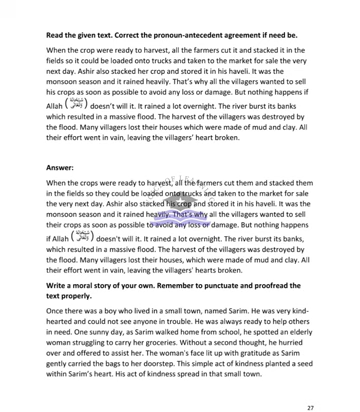 Read the given text. Correct the pronoun-antecedent agreement if need be.
When the crop were ready to harvest, all the farmers cut it and stacked it in the
fields so it could be loaded onto trucks and taken to the market for sale the very
next day. Ashir also stacked her crop and stored it in his haveli. It was the
monsoon season and it rained heavily. That's why all the villagers wanted to sell
his crops as soon as possible to avoid any loss or damage. But nothing happens if
Allah ( ) doesn't will it. It rained a lot overnight. The river burst its banks
which resulted in a massive flood. The harvest of the villagers was destroyed by
the flood. Many villagers lost their houses which were made of mud and clay. All
their effort went in vain, leaving the villagers' heart broken.
Answer:
When the crops were ready to harvest, all the farmers cut them and stacked them
in the fields so they could be loaded onto trucks and taken to the market for sale
the very next day. Ashir also stacked his crop and stored it in his haveli. It was the
monsoon season and it rained heavily. That's why all the villagers wanted to sell
their crops as soon as possible to avoid any loss or damage. But nothing happens
if Allah ( ) doesn't will it. It rained a lot overnight. The river burst its banks,
which resulted in a massive flood. The harvest of the villagers was destroyed by
the flood. Many villagers lost their houses, which were made of mud and clay. All
their effort went in vain, leaving the villagers' hearts broken.
Write a moral story of your own. Remember to punctuate and proofread the
text properly.
Once there was a boy who lived in a small town, named Sarim. He was very kind-
hearted and could not see anyone in trouble. He was always ready to help others
in need. One sunny day, as Sarim walked home from school, he spotted an elderly
woman struggling to carry her groceries. Without a second thought, he hurried
over and offered to assist her. The woman's face lit up with gratitude as Sarim
gently carried the bags to her doorstep. This simple act of kindness planted a seed
within Sarim's heart. His act of kindness spread in that small town.
27